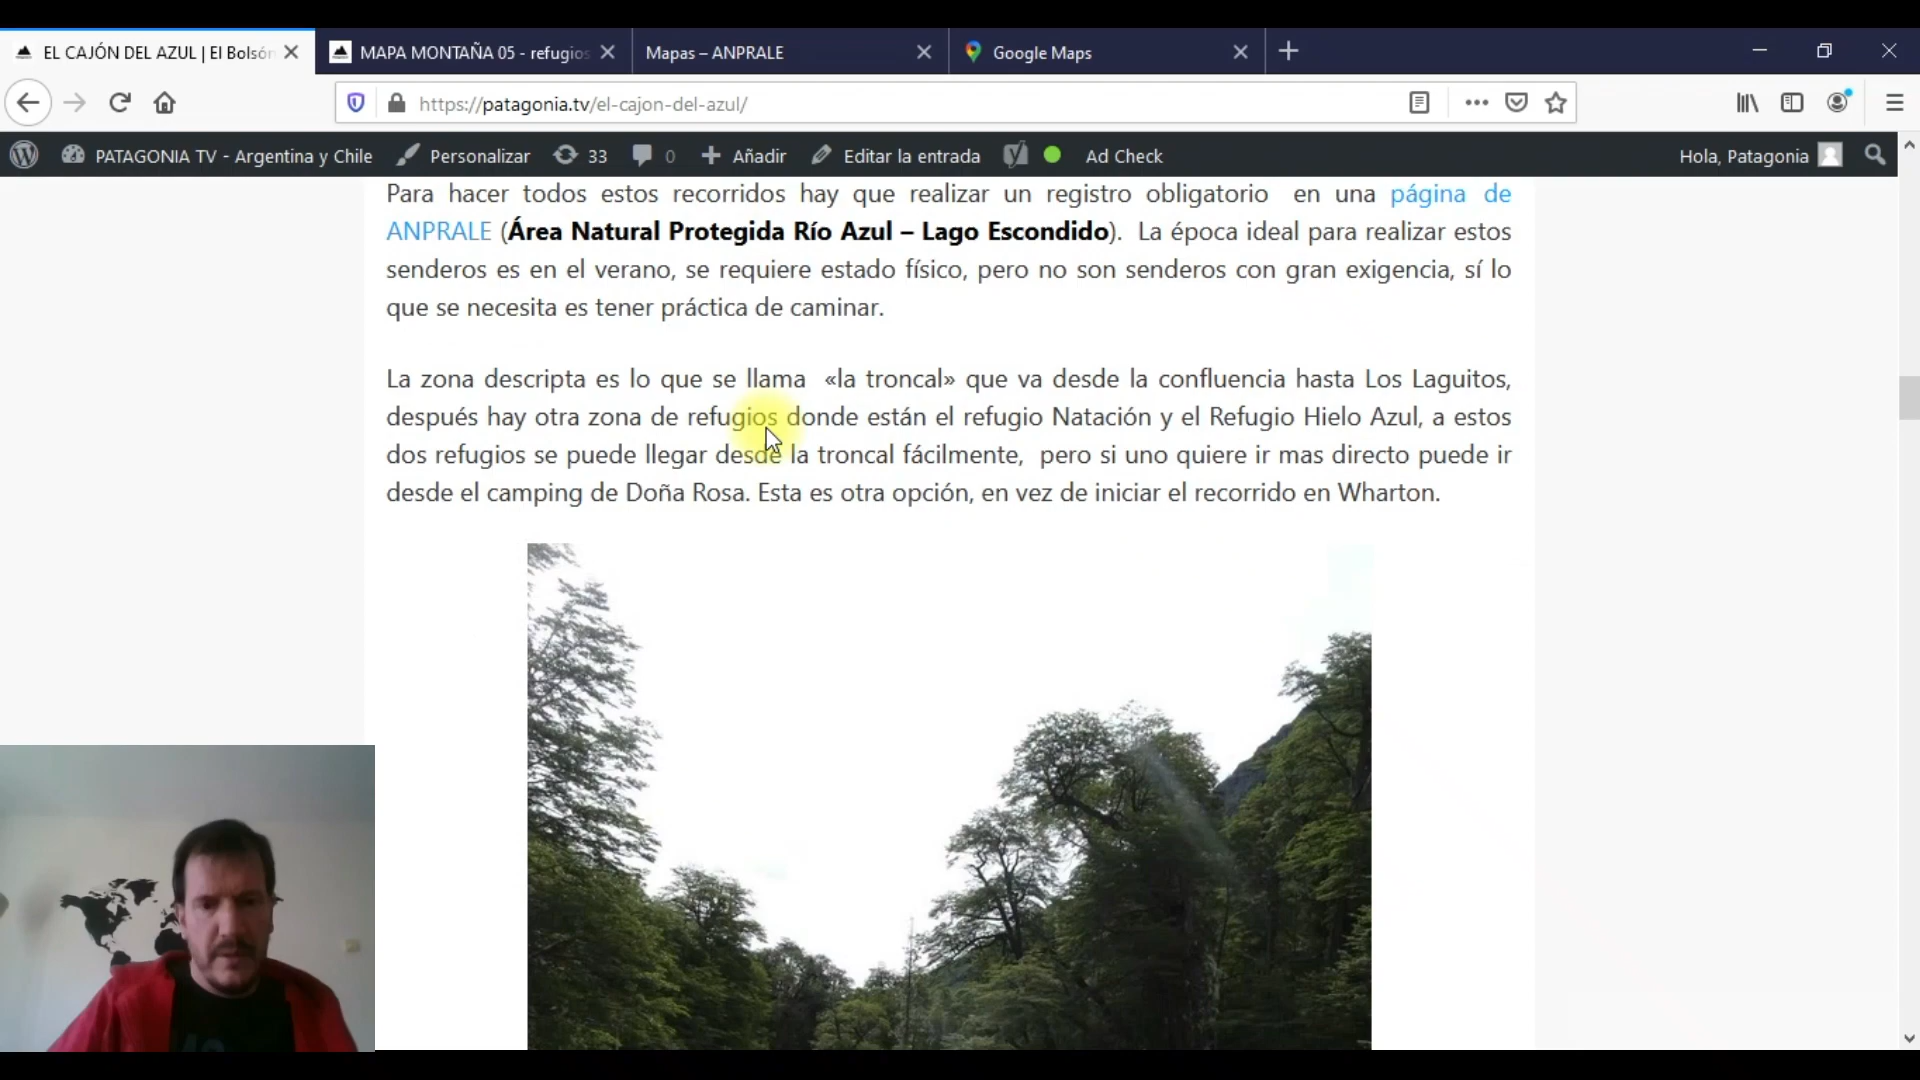 EL CAJÓN DEL AZUL | El Bolsón
MAPA MONTAÑA 05 - refugios
Mapas – ANPRALE
Google Maps
https://patagonia.tv/el-cajon-del-azul/
PATAGONIA TV - Argentina y Chile
Personalizar
33
0
Añadir
Editar la entrada
Ad Check
Hola, Patagonia
Para hacer todos estos recorridos hay que realizar un registro obligatorio en una página de
ANPRALE (Área Natural Protegida Río Azul – Lago Escondido). La época ideal para realizar estos
senderos es en el verano, se requiere estado físico, pero no son senderos con gran exigencia, sí lo
que se necesita es tener práctica de caminar.
La zona descripta es lo que se llama «la troncal» que va desde la confluencia hasta Los Laguitos,
después hay otra zona de refugios donde están el refugio Natación y el Refugio Hielo Azul, a estos
dos refugios se puede llegar desde la troncal fácilmente, pero si uno quiere ir mas directo puede ir
desde el camping de Doña Rosa. Esta es otra opción, en vez de iniciar el recorrido en Wharton.